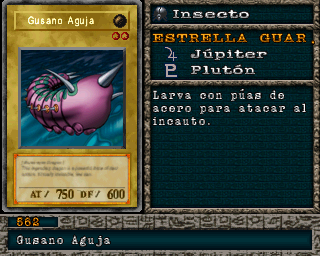 Gusano Aguja
AT/ 750 DF/ 600
Insecto
ESTRELLA GUAR.
Júpiter
Plutón
Larva con púas de
acero para atacar al
incauto.
562
Gusano Aguja